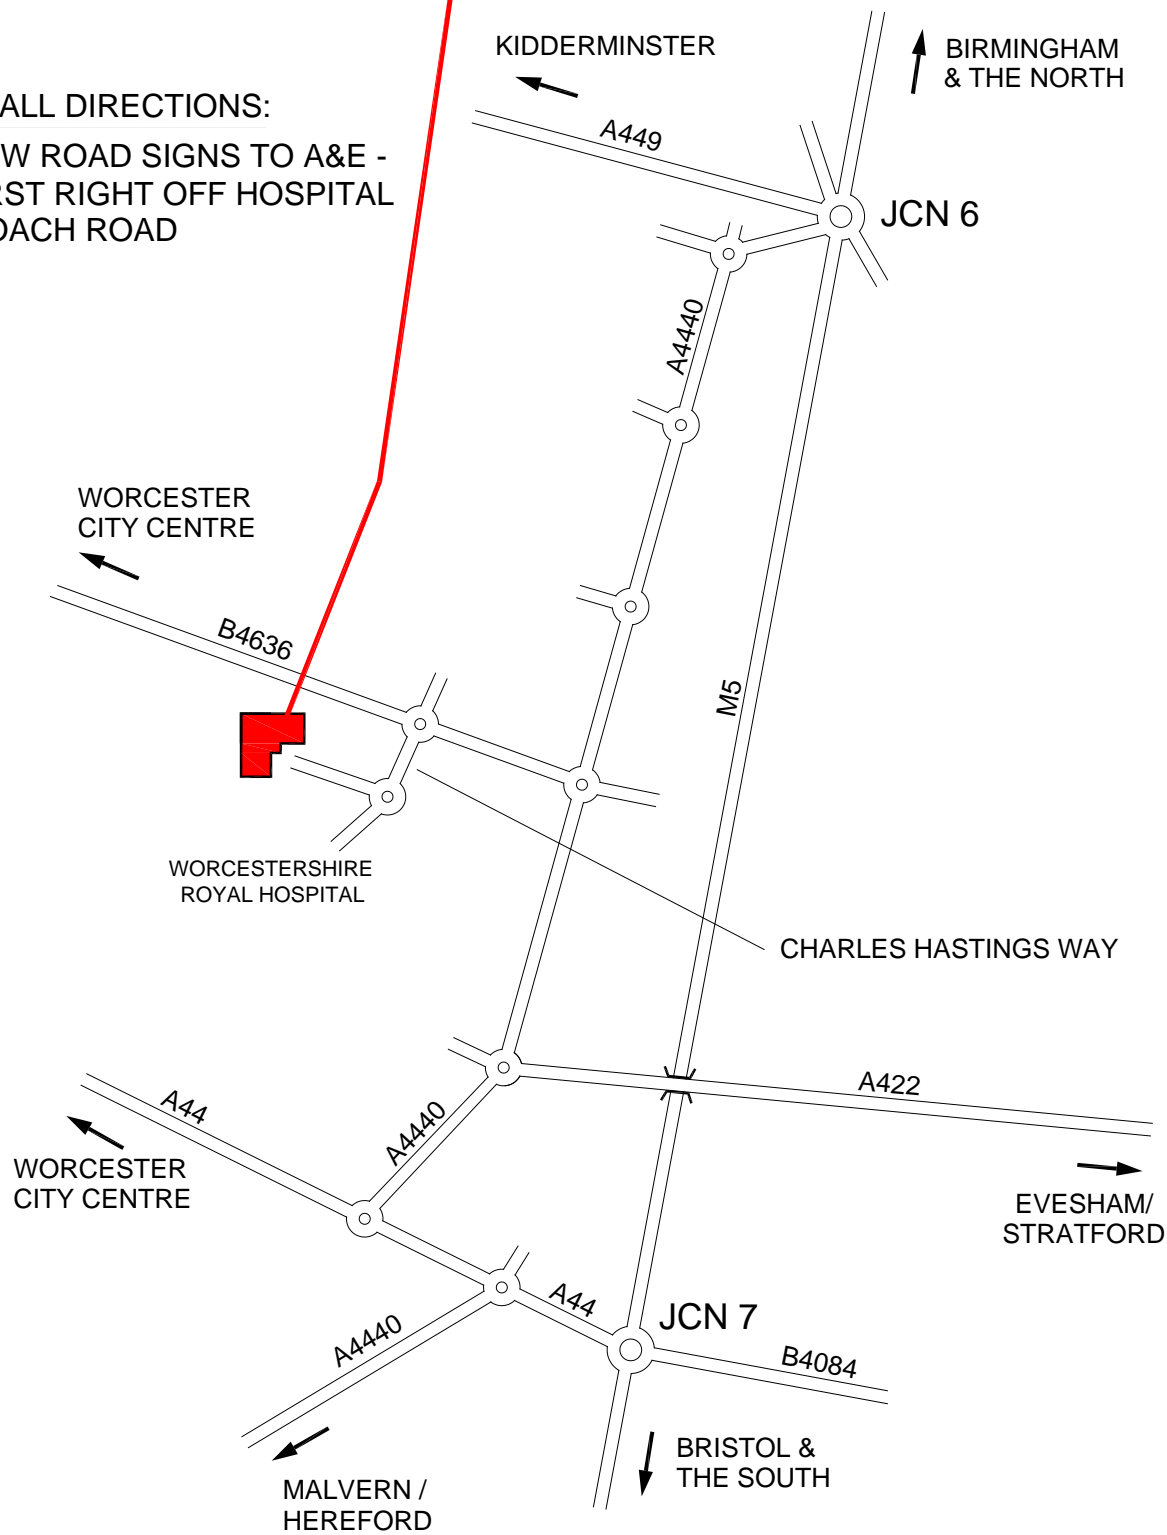 KIDDERMINSTER
BIRMINGHAM
& THE NORTH
ALL DIRECTIONS:
W ROAD SIGNS TO A&E -
RST RIGHT OFF HOSPITAL
OACH ROAD
A449
JCN 6
A4440
WORCESTER
CITY CENTRE
B4636
M5
WORCESTERSHIRE
ROYAL HOSPITAL
CHARLES HASTINGS WAY
A422
A44
A4440
WORCESTER
CITY CENTRE
EVESHAM/
STRATFORD
A44
JCN 7
A4440
B4084
BRISTOL &
THE SOUTH
MALVERN /
HEREFORD